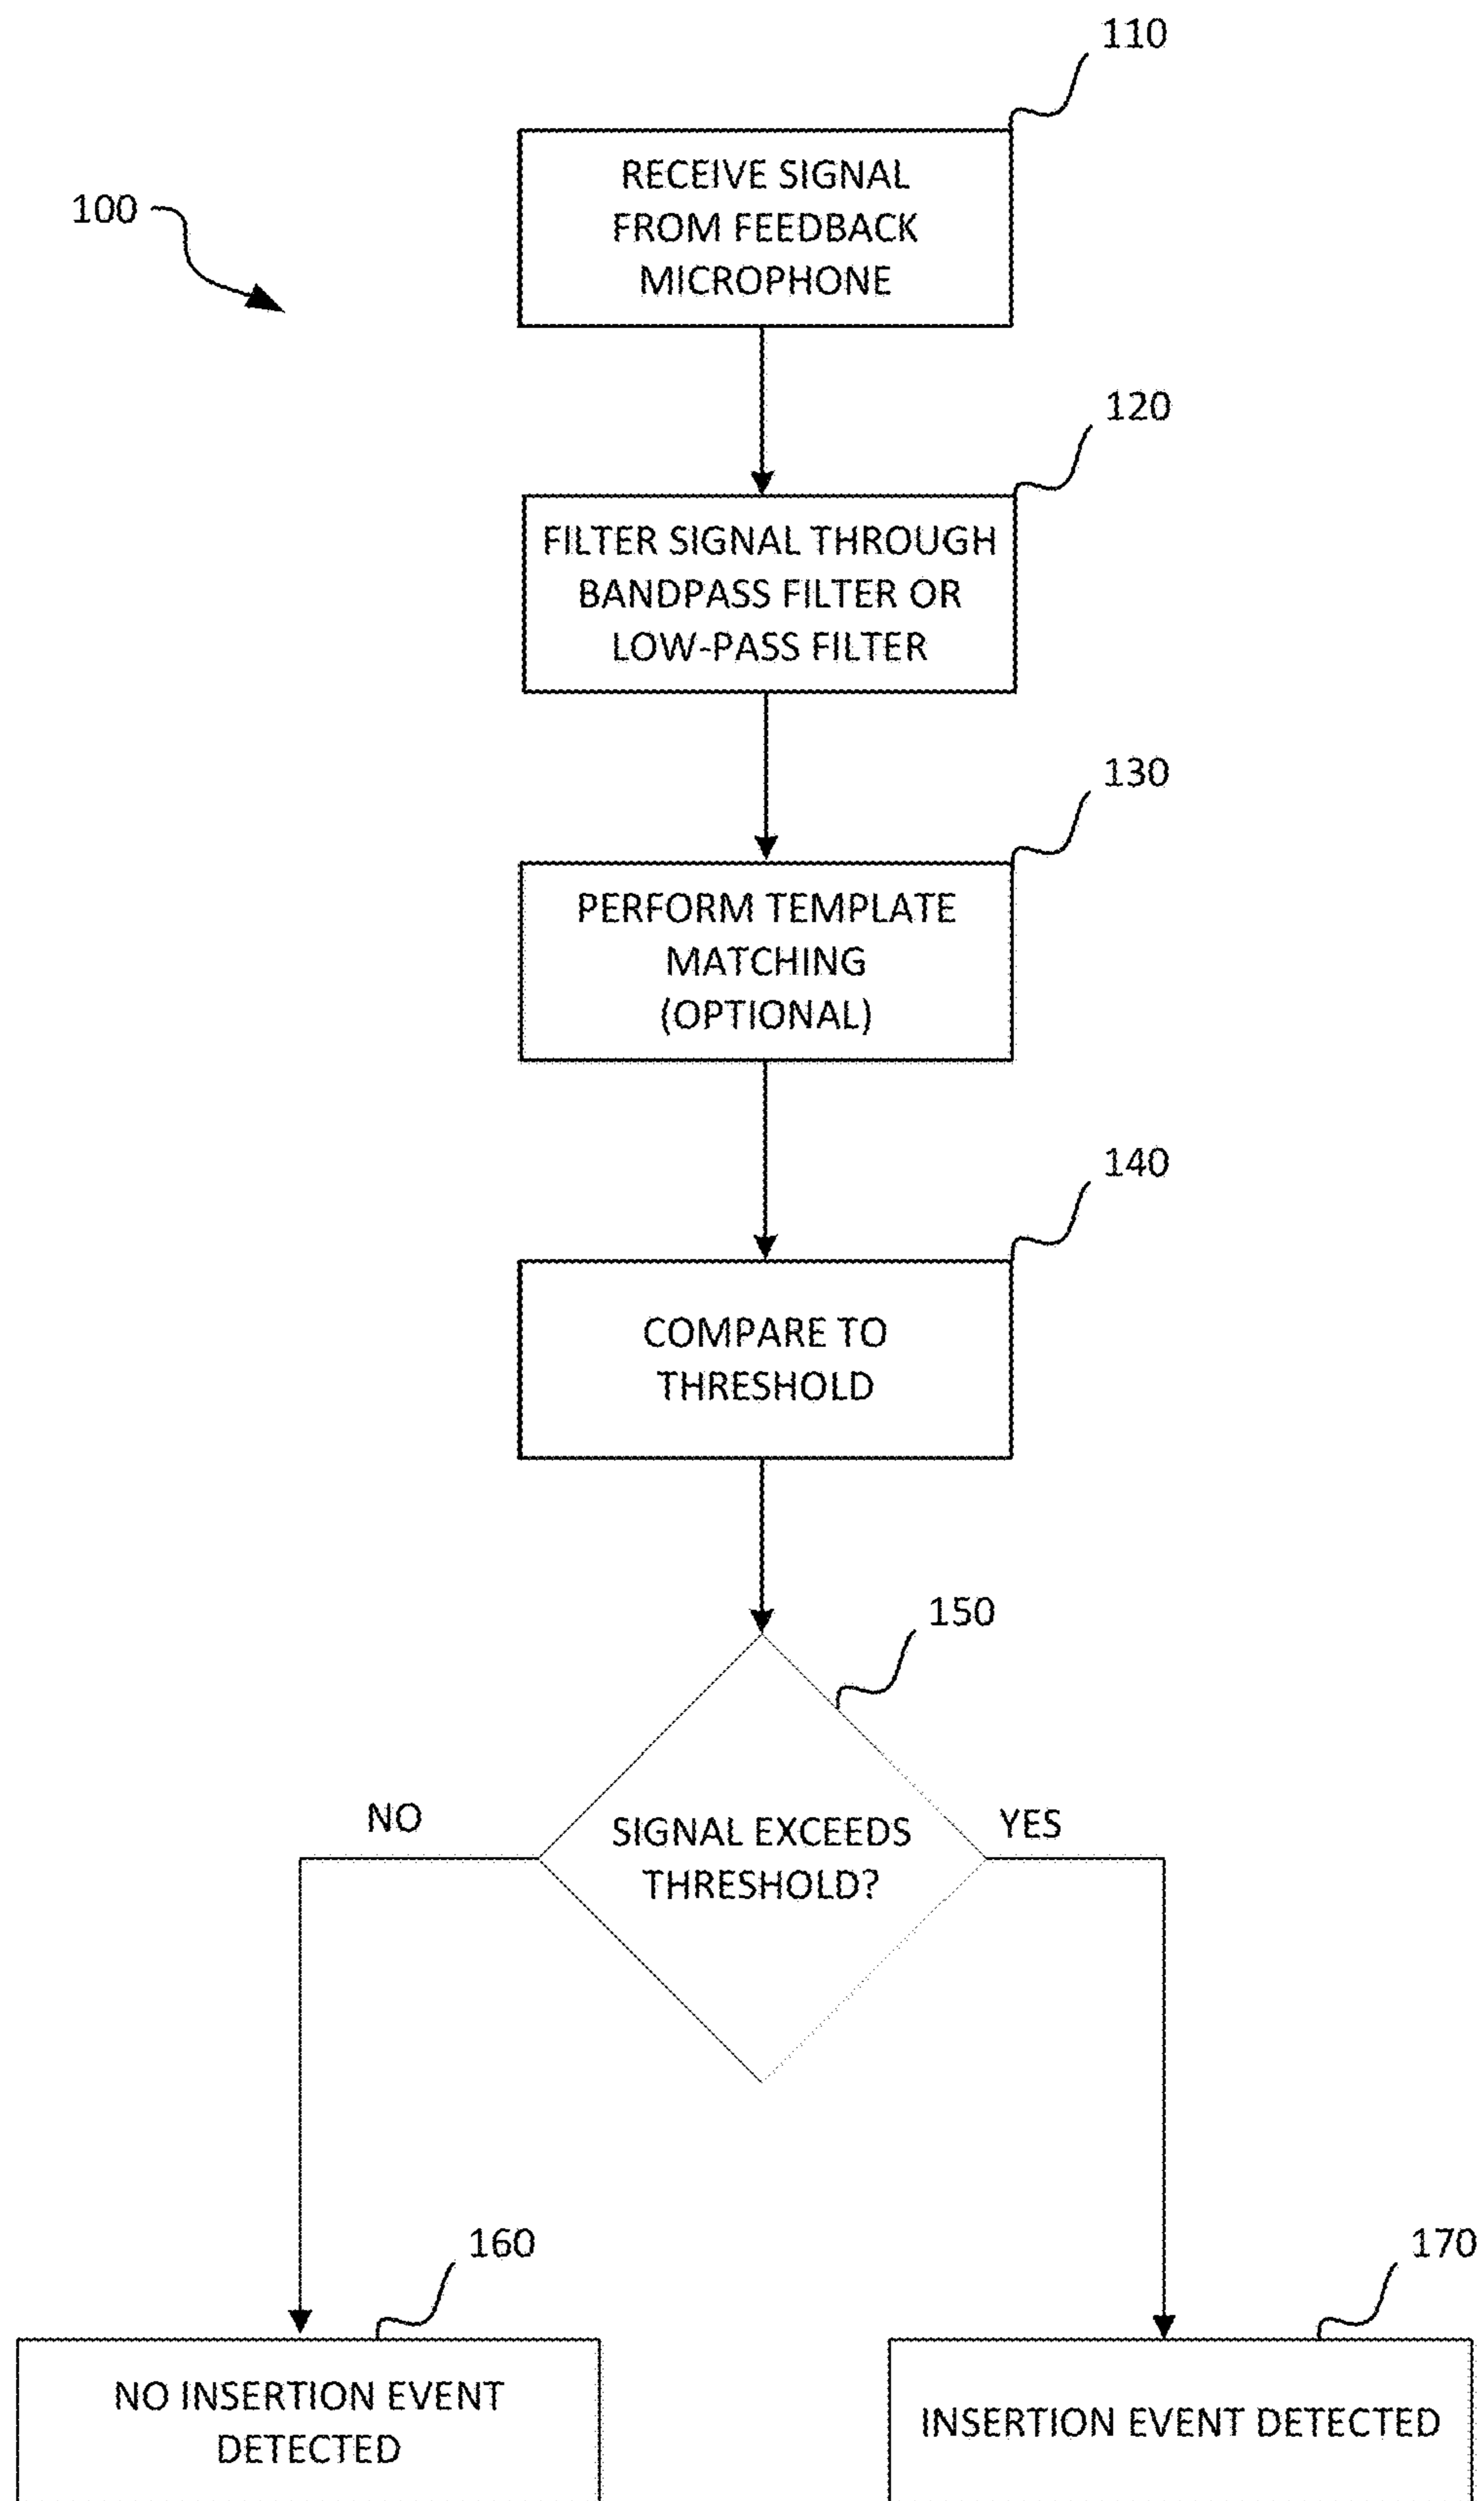 110
RECEIVE SIGNAL
FROM FEEDBACK
MICROPHONE
100
120
FILTER SIGNAL THROUGH
BANDPASS FILTER OR
LOW-PASS FILTER
130
PERFORM TEMPLATE
MATCHING
(OPTIONAL)
140
COMPARE TO
THRESHOLD
150
NO
SIGNAL EXCEEDS
THRESHOLD?
YES
160
NO INSERTION EVENT
DETECTED
170
INSERTION EVENT DETECTED